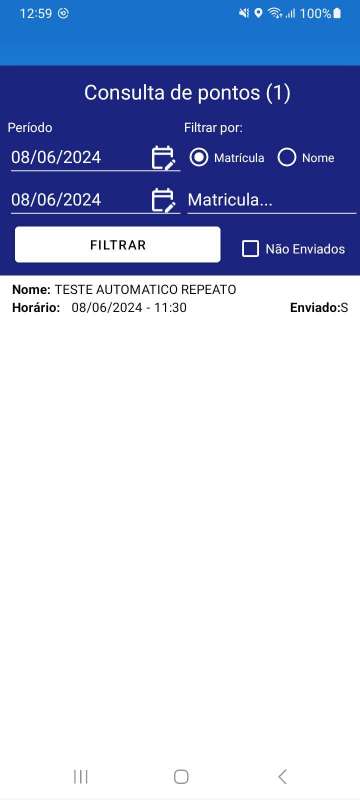 12:59 100%
Consulta de pontos (1)
Período Filtrar por:
08/06/2024 Matrícula Nome
08/06/2024 Matricula...
FILTRAR Não Enviados
Nome: TESTE AUTOMATICO REPEATO
Horário: 08/06/2024 - 11:30 Enviado:S